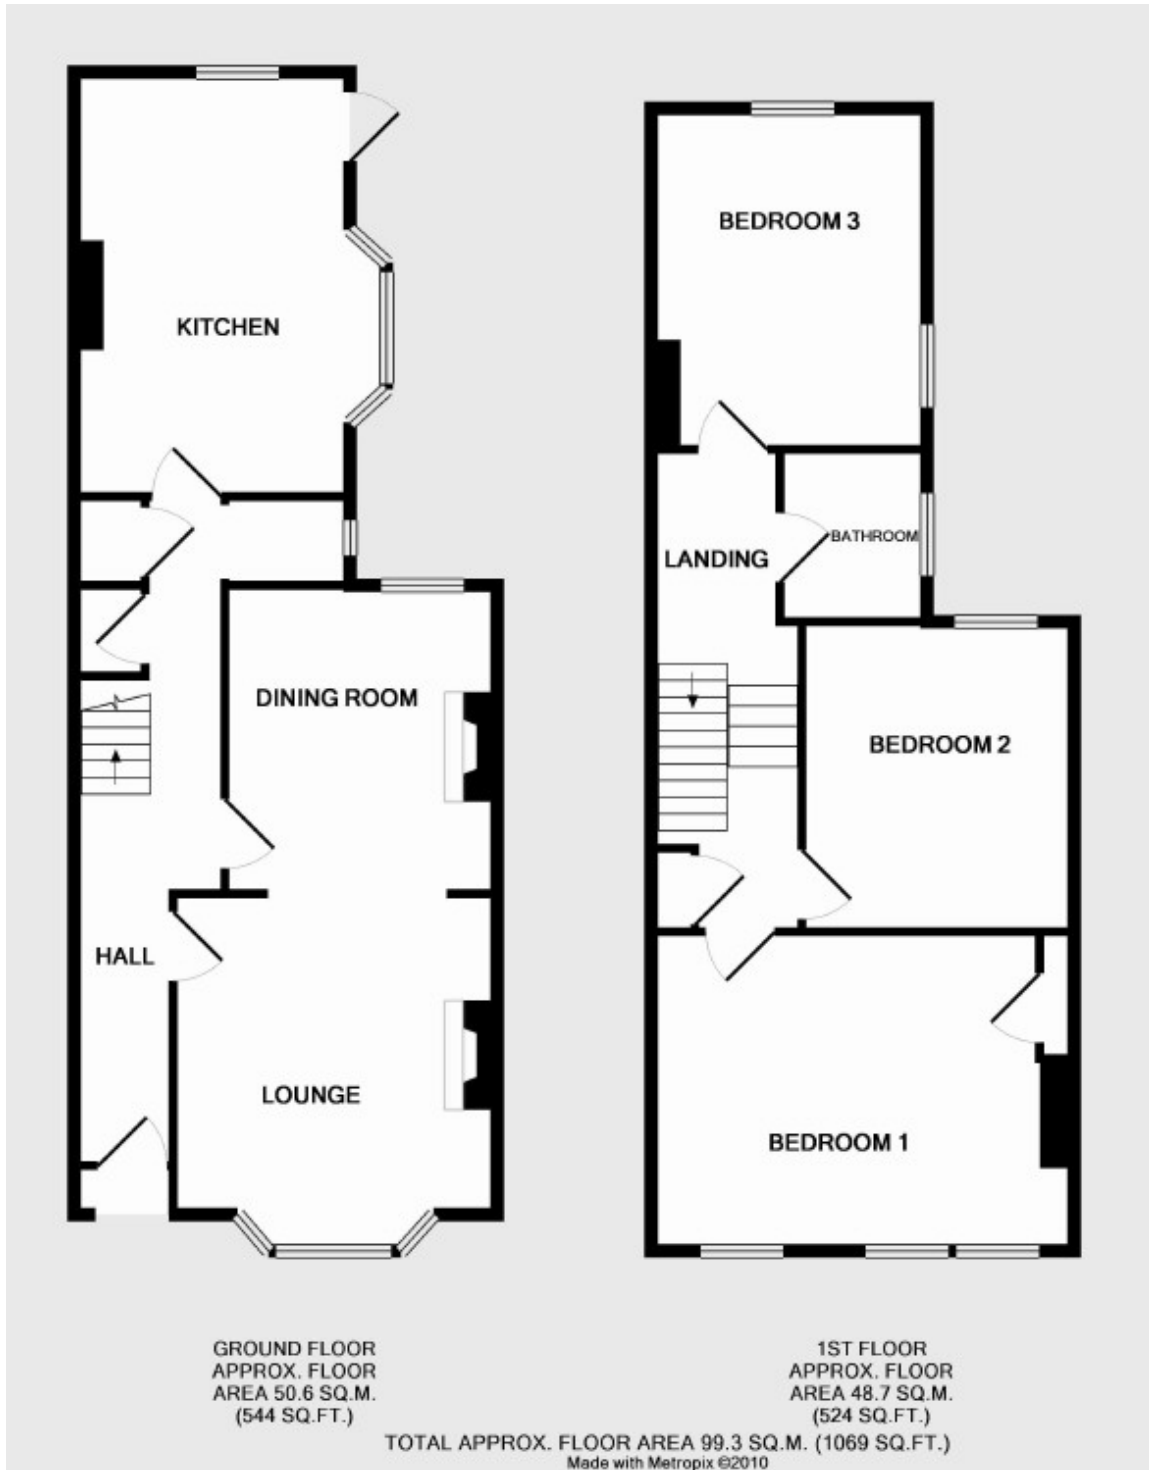 KITCHEN
DINING ROOM
HALL
LOUNGE
BEDROOM 3
LANDING
BATHROOM
BEDROOM 2
BEDROOM 1
GROUND FLOOR
APPROX. FLOOR
AREA 50.6 SQ.M.
(544 SQ.FT.)
1ST FLOOR
APPROX. FLOOR
AREA 48.7 SQ.M.
(524 SQ.FT.)
TOTAL APPROX. FLOOR AREA 99.3 SQ.M. (1069 SQ.FT.)
Made with Metropix ©2010